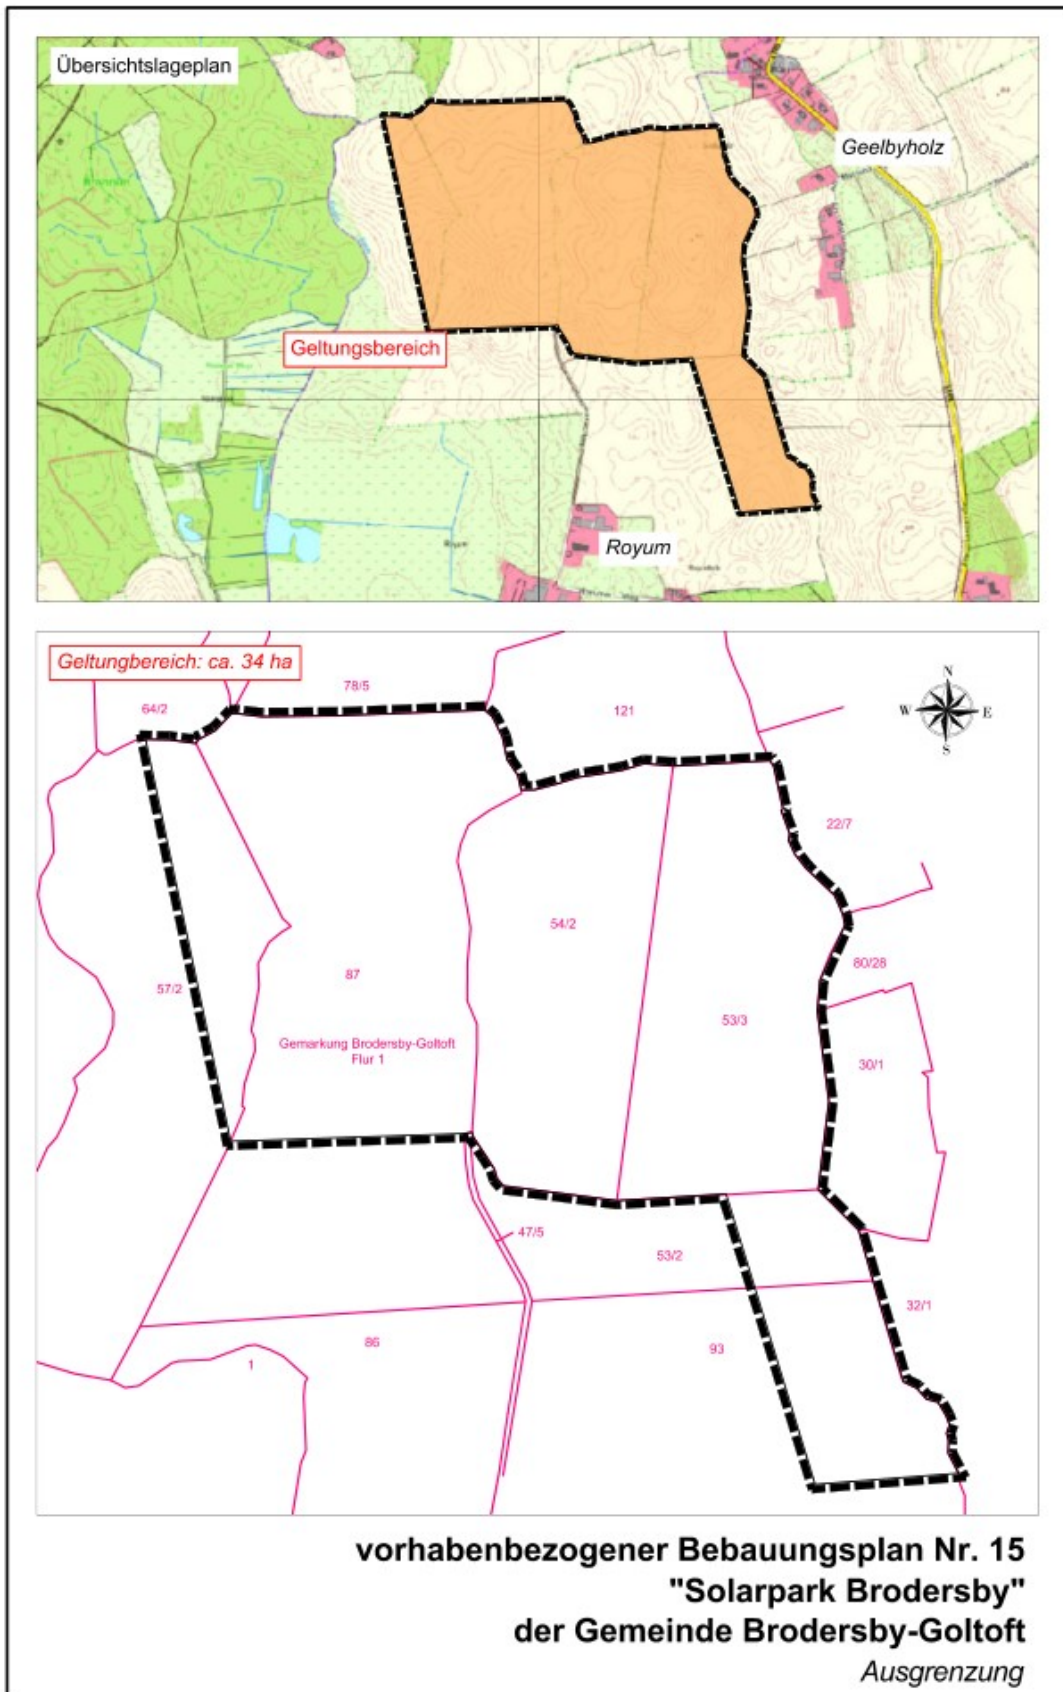 Übersichtslageplan
Geelbyholz
Geltungsbereich
Royum
Geltungbereich: ca. 34 ha
78/5
64/2
121
N
W E
S
22/7
54/2
80/28
87
57/2
53/3
Gemarkung Brodersby-Goltoft
Flur 1
30/1
47/5
53/2
32/1
86
93
1
vorhabenbezogener Bebauungsplan Nr. 15
"Solarpark Brodersby"
der Gemeinde Brodersby-Goltoft
Ausgrenzung